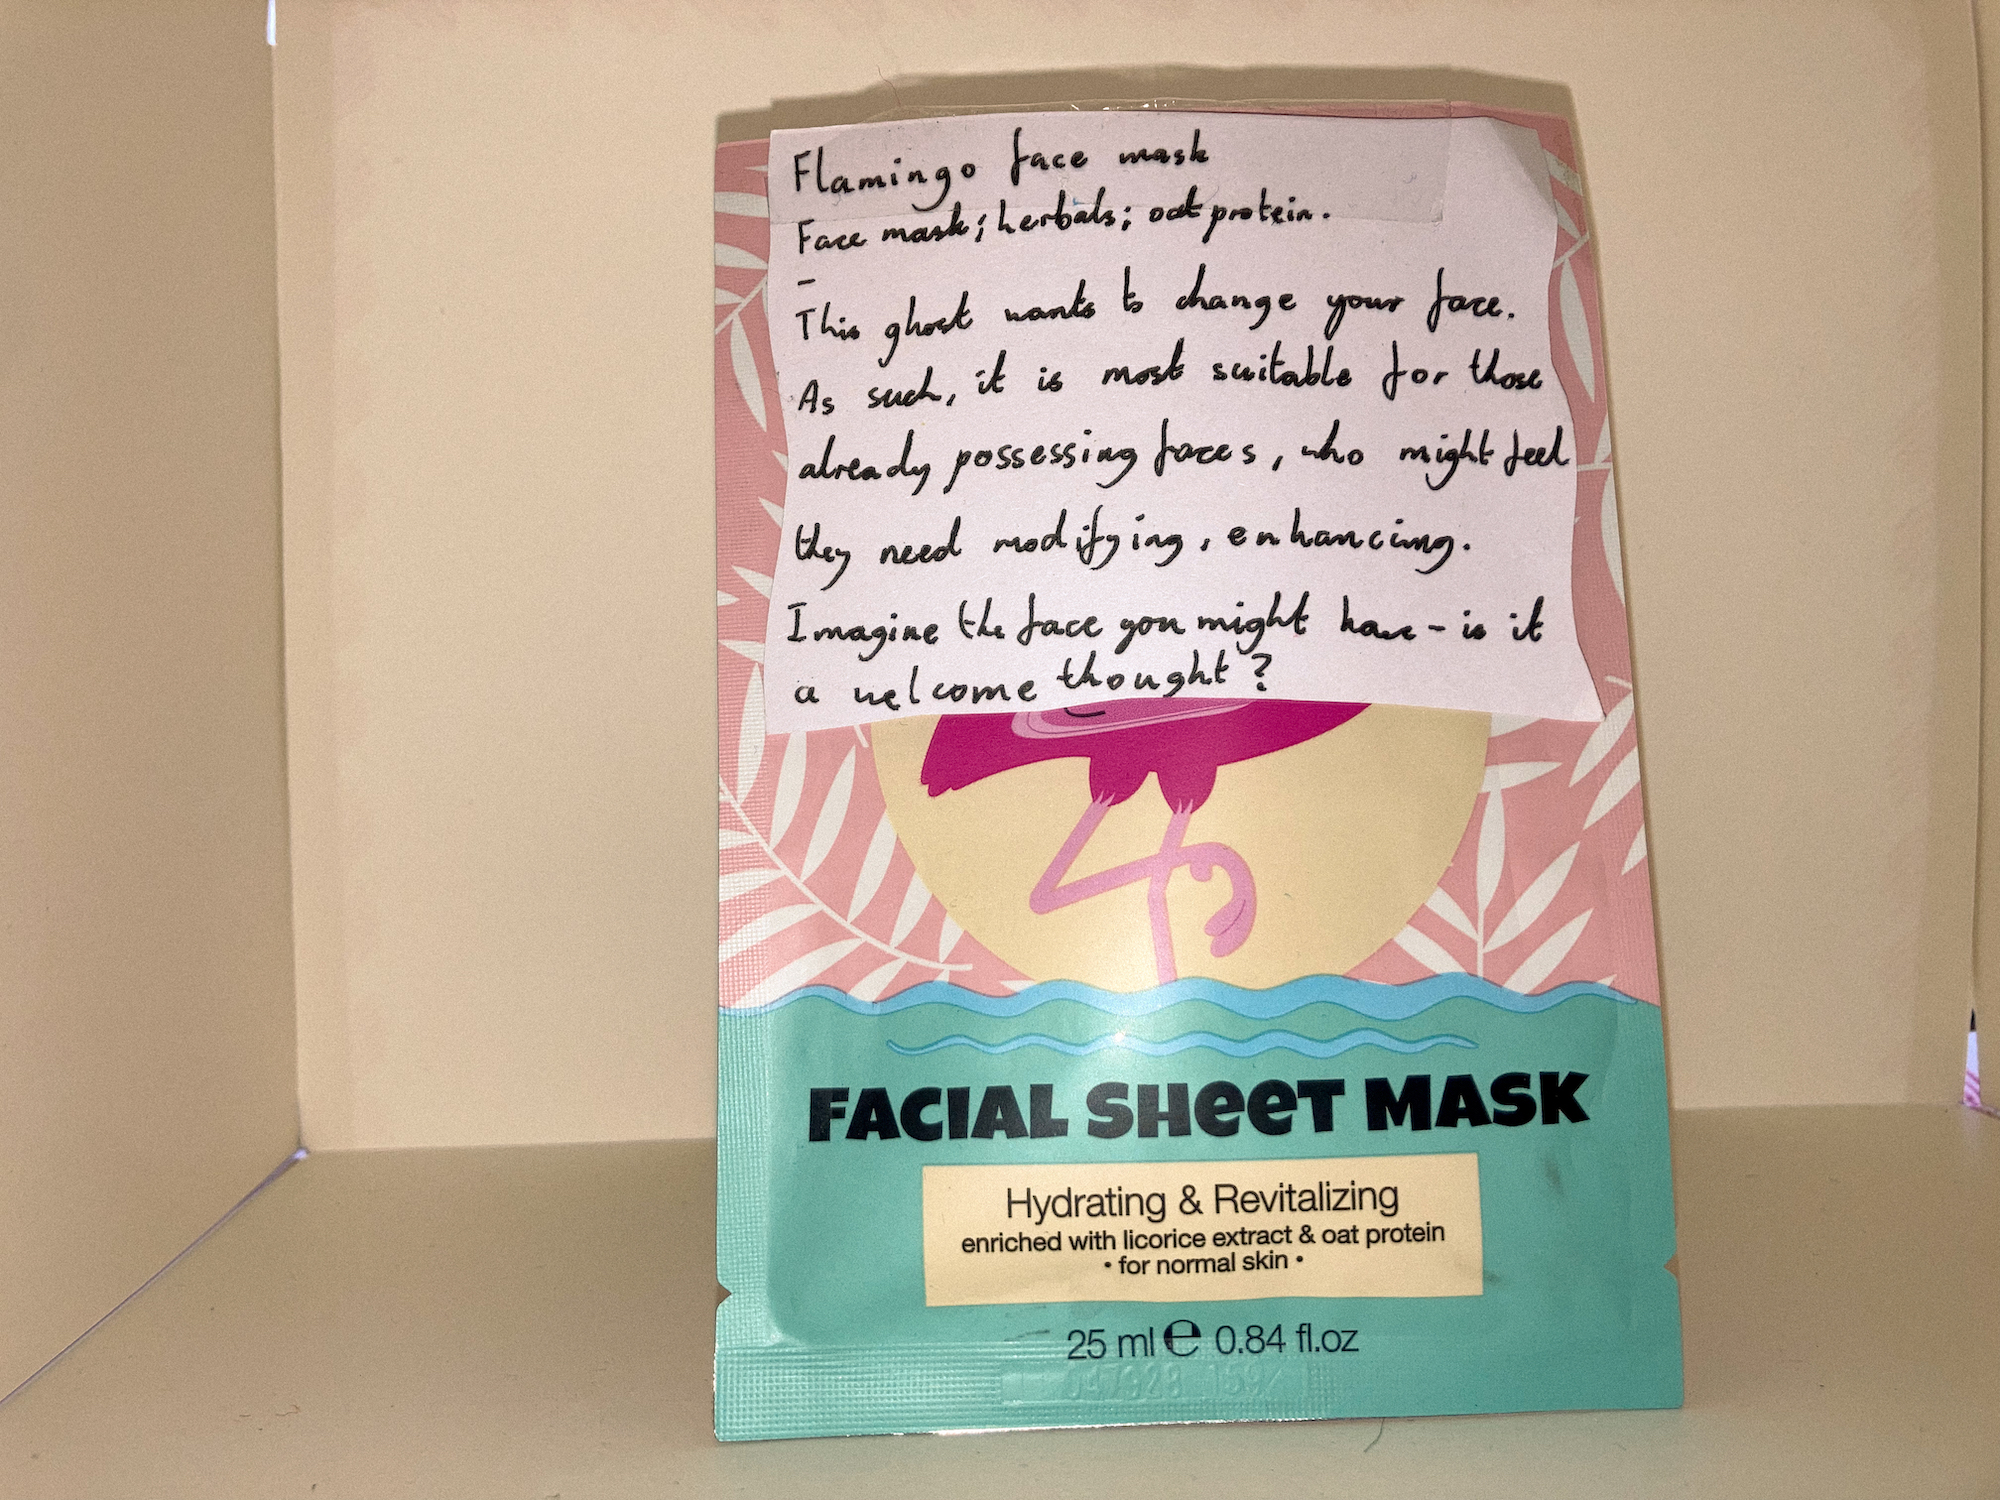 Flamingo face mask
Face mask; herbals; oat protein.
-
This ghost wants to change your face.
As such, it is most suitable for those
already possessing faces, who might feel
they need modifying, enhancing.
Imagine the face you might have - is it
a welcome thought?
FACIAL SHeeT MASK
Hydrating & Revitalizing
enriched with licorice extract & oat protein
• for normal skin •
25 ml e 0.84 fl.oz